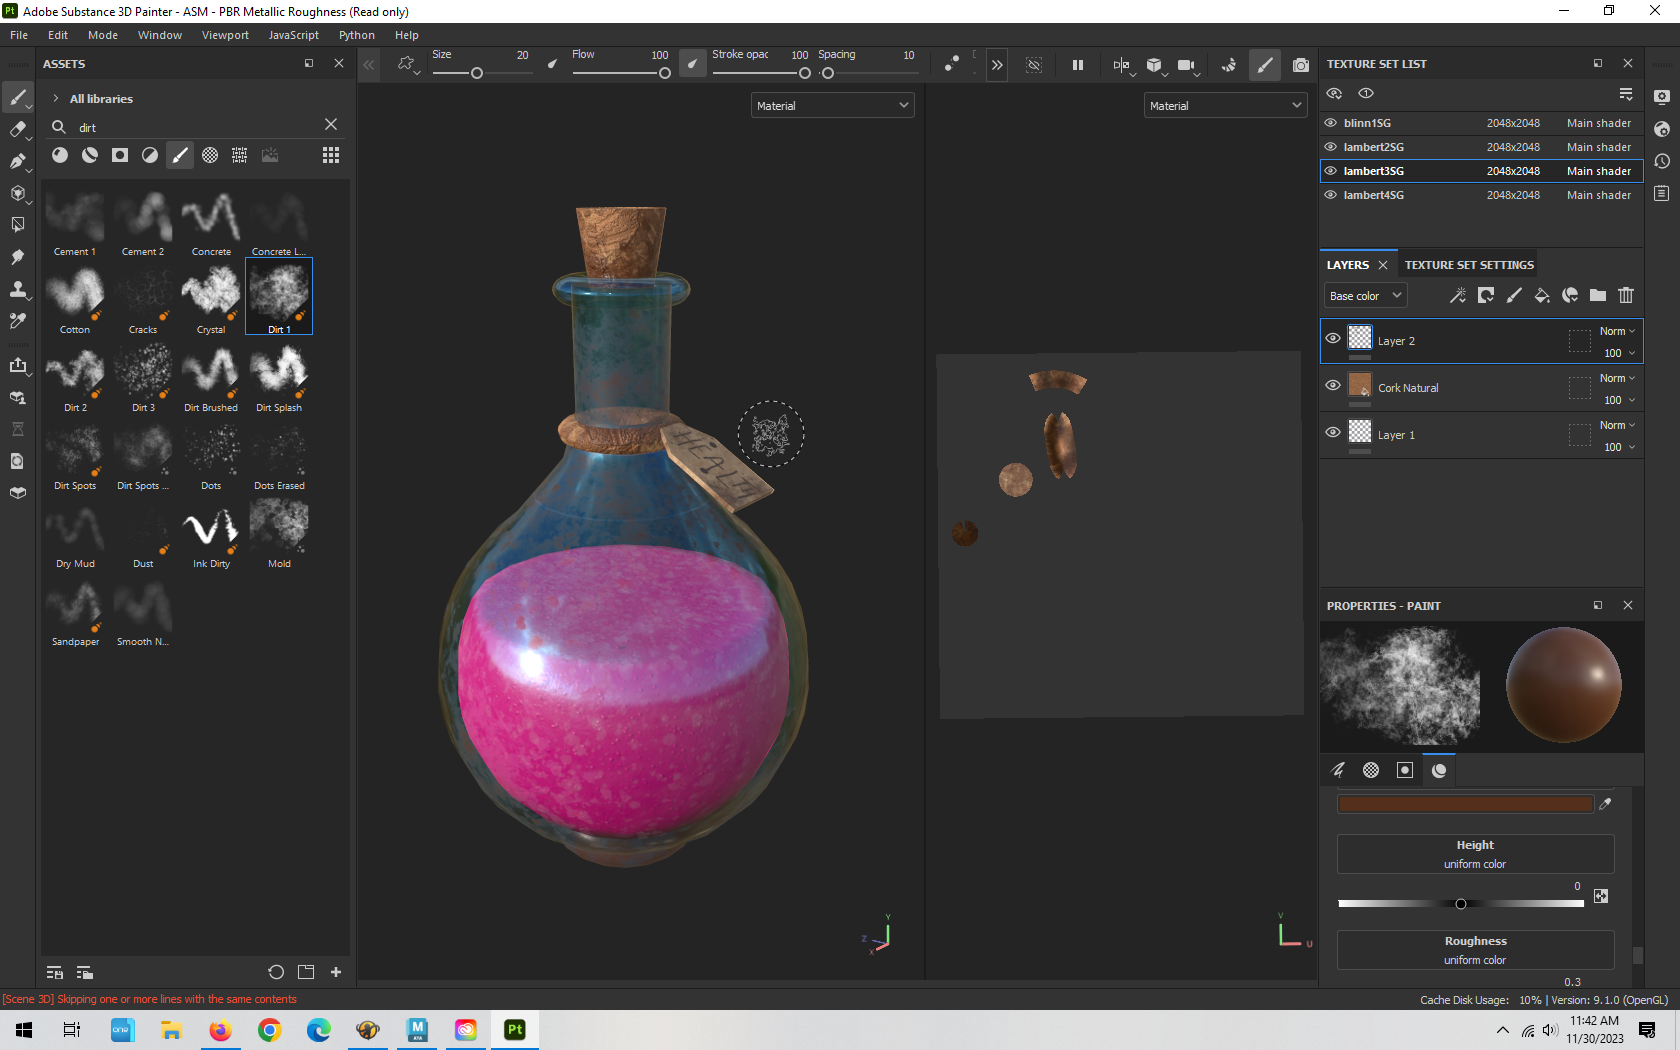 Pt Adobe Substance 3D Painter - ASM - PBR Metallic Roughness (Read only)
File Edit Mode Window Viewport JavaScript Python Help
ASSETS
Size 20 Flow 100 Stroke opac 100 Spacing 10
TEXTURE SET LIST
All libraries
dirt
Material
Material
blinn1SG 2048x2048 Main shader
lambert2SG 2048x2048 Main shader
lambert3SG 2048x2048 Main shader
lambert4SG 2048x2048 Main shader
Cement 1 Cement 2 Concrete Concrete L...
Cotton Cracks Crystal Dirt 1
Dirt 2 Dirt 3 Dirt Brushed Dirt Splash
Dirt Spots Dirt Spots ... Dots Dots Erased
Dry Mud Dust Ink Dirty Mold
Sandpaper Smooth N...
HEALTH
Y
Z
X
V
U
LAYERS TEXTURE SET SETTINGS
Base color
Layer 2 Norm
100
Cork Natural Norm
100
Layer 1 Norm
100
PROPERTIES - PAINT
Height
uniform color
0
Roughness
uniform color
0.3
[Scene 3D] Skipping one or more lines with the same contents
Cache Disk Usage: 10% | Version: 9.1.0 (OpenGL)
one
M
AYA
Pt
11:42 AM
11/30/2023